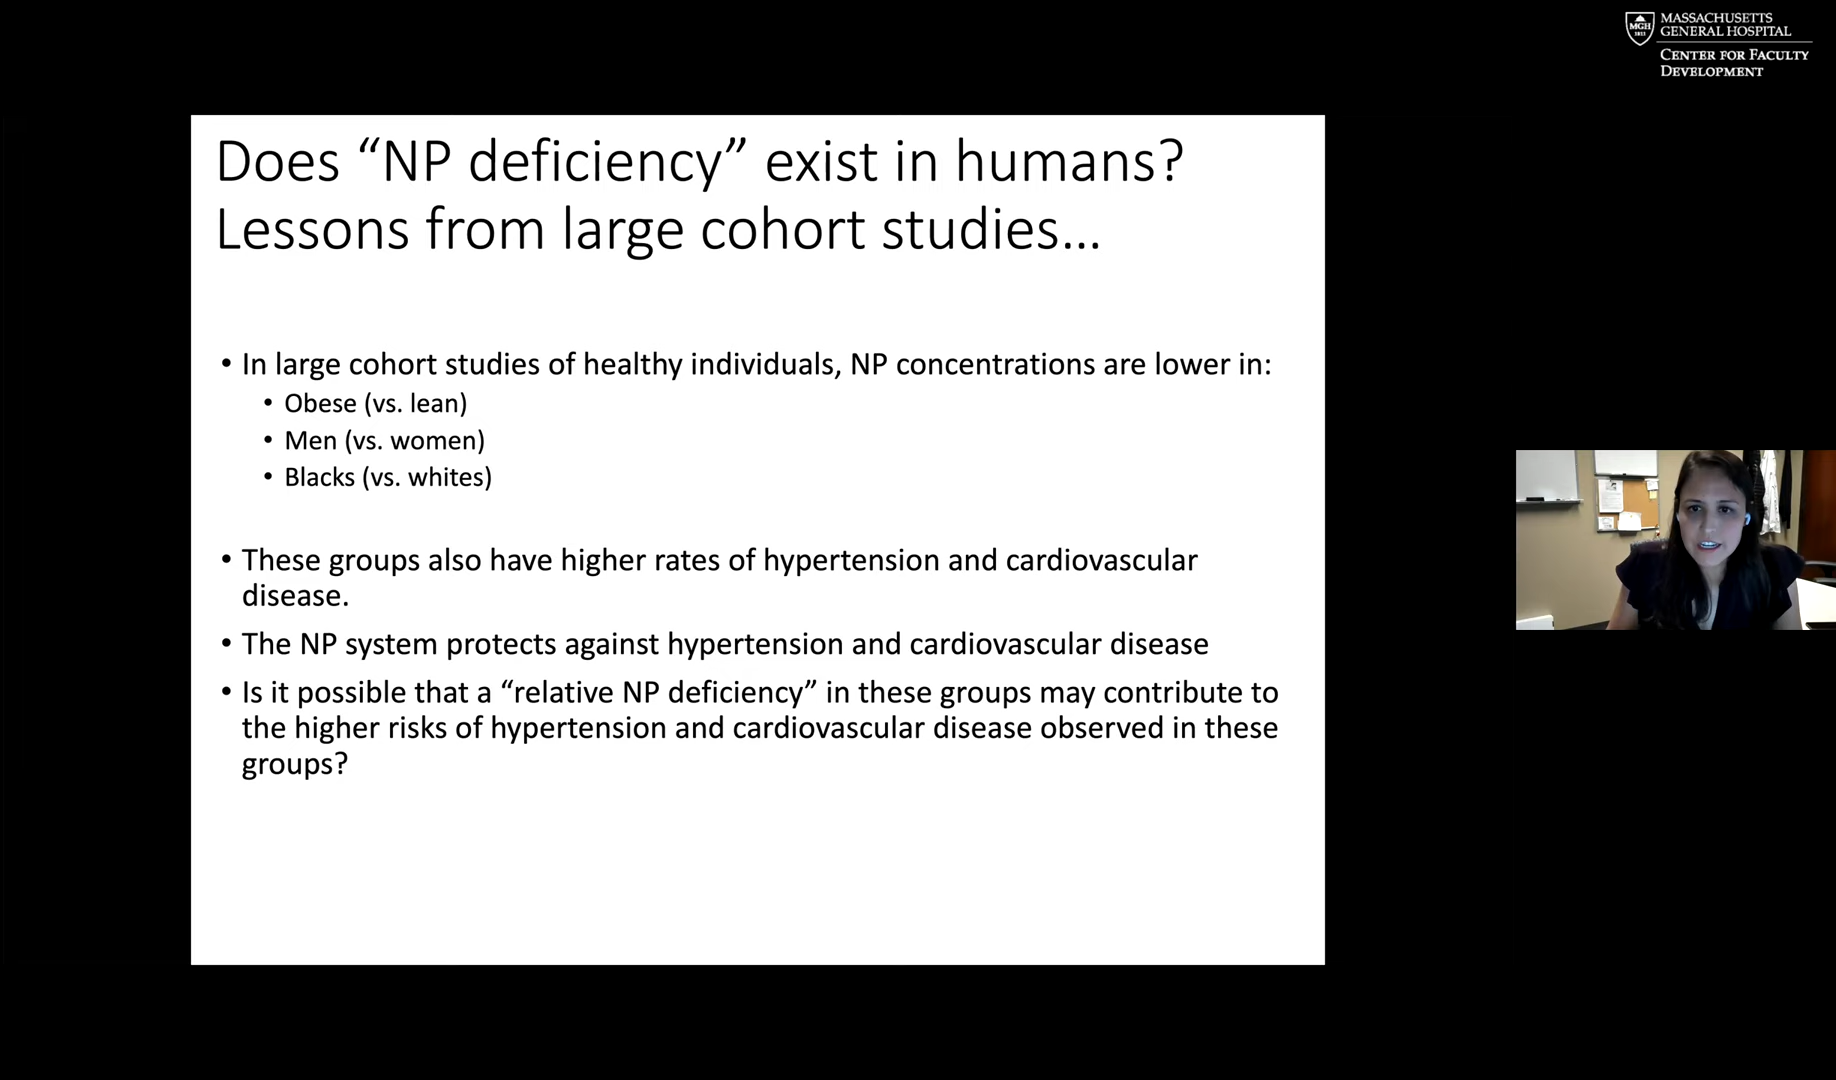 MASSACHUSETTS
GENERAL HOSPITAL
CENTER FOR FACULTY
DEVELOPMENT
MGH
1811
Does “NP deficiency” exist in humans?
Lessons from large cohort studies…
• In large cohort studies of healthy individuals, NP concentrations are lower in:
• Obese (vs. lean)
• Men (vs. women)
• Blacks (vs. whites)
• These groups also have higher rates of hypertension and cardiovascular
disease.
• The NP system protects against hypertension and cardiovascular disease
• Is it possible that a “relative NP deficiency” in these groups may contribute to
the higher risks of hypertension and cardiovascular disease observed in these
groups?